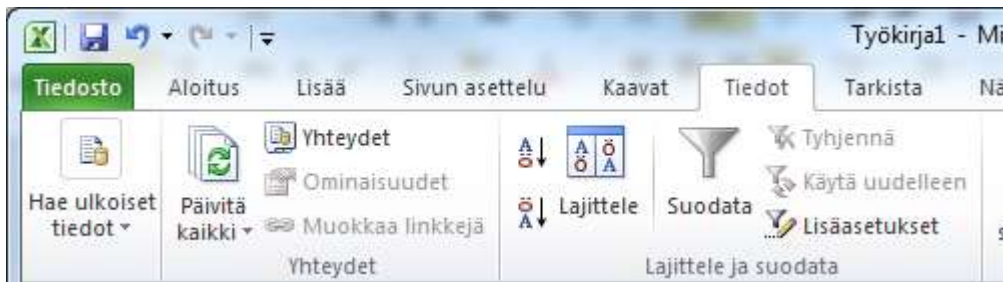 Työkirja1 - Mi
Tiedosto Aloitus Lisää Sivun asettelu Kaavat Tiedot Tarkista Nä
Hae ulkoiset
tiedot
Päivitä
kaikki
Yhteydet
Ominaisuudet
Muokkaa linkkejä
Yhteydet
A
Ö
Ö
A
A Ö
Ö A
Lajittele
Suodata
Tyhjennä
Käytä uudelleen
Lisäasetukset
Lajittele ja suodata